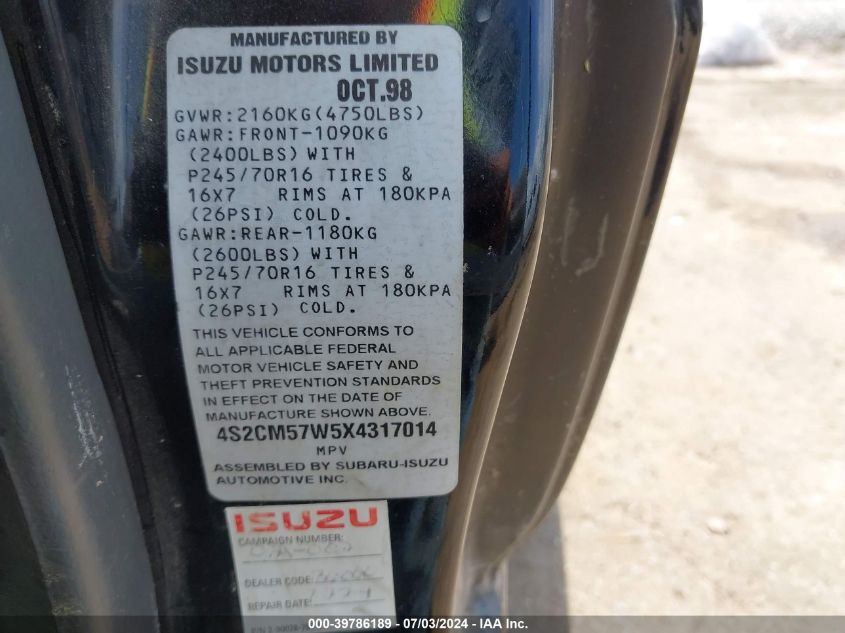 MANUFACTURED BY
ISUZU MOTORS LIMITED
OCT.98
GVWR:2160KG(4750LBS)
GAWR:FRONT-1090KG
(2400LBS) WITH
P245/70R16 TIRES &
16X7 RIMS AT 180KPA
(26PSI) COLD.
GAWR:REAR-1180KG
(2600LBS) WITH
P245/70R16 TIRES &
16X7 RIMS AT 180KPA
(26PSI) COLD.
THIS VEHICLE CONFORMS TO
ALL APPLICABLE FEDERAL
MOTOR VEHICLE SAFETY AND
THEFT PREVENTION STANDARDS
IN EFFECT ON THE DATE OF
MANUFACTURE SHOWN ABOVE.
4S2CM57W5X4317014
MPV
ASSEMBLED BY SUBARU-ISUZU
AUTOMOTIVE INC.
ISUZU
CAMPAIGN NUMBER:
DEALER CODE:
REPAIR DATE:
000-39786189 - 07/03/2024 - IAA Inc.